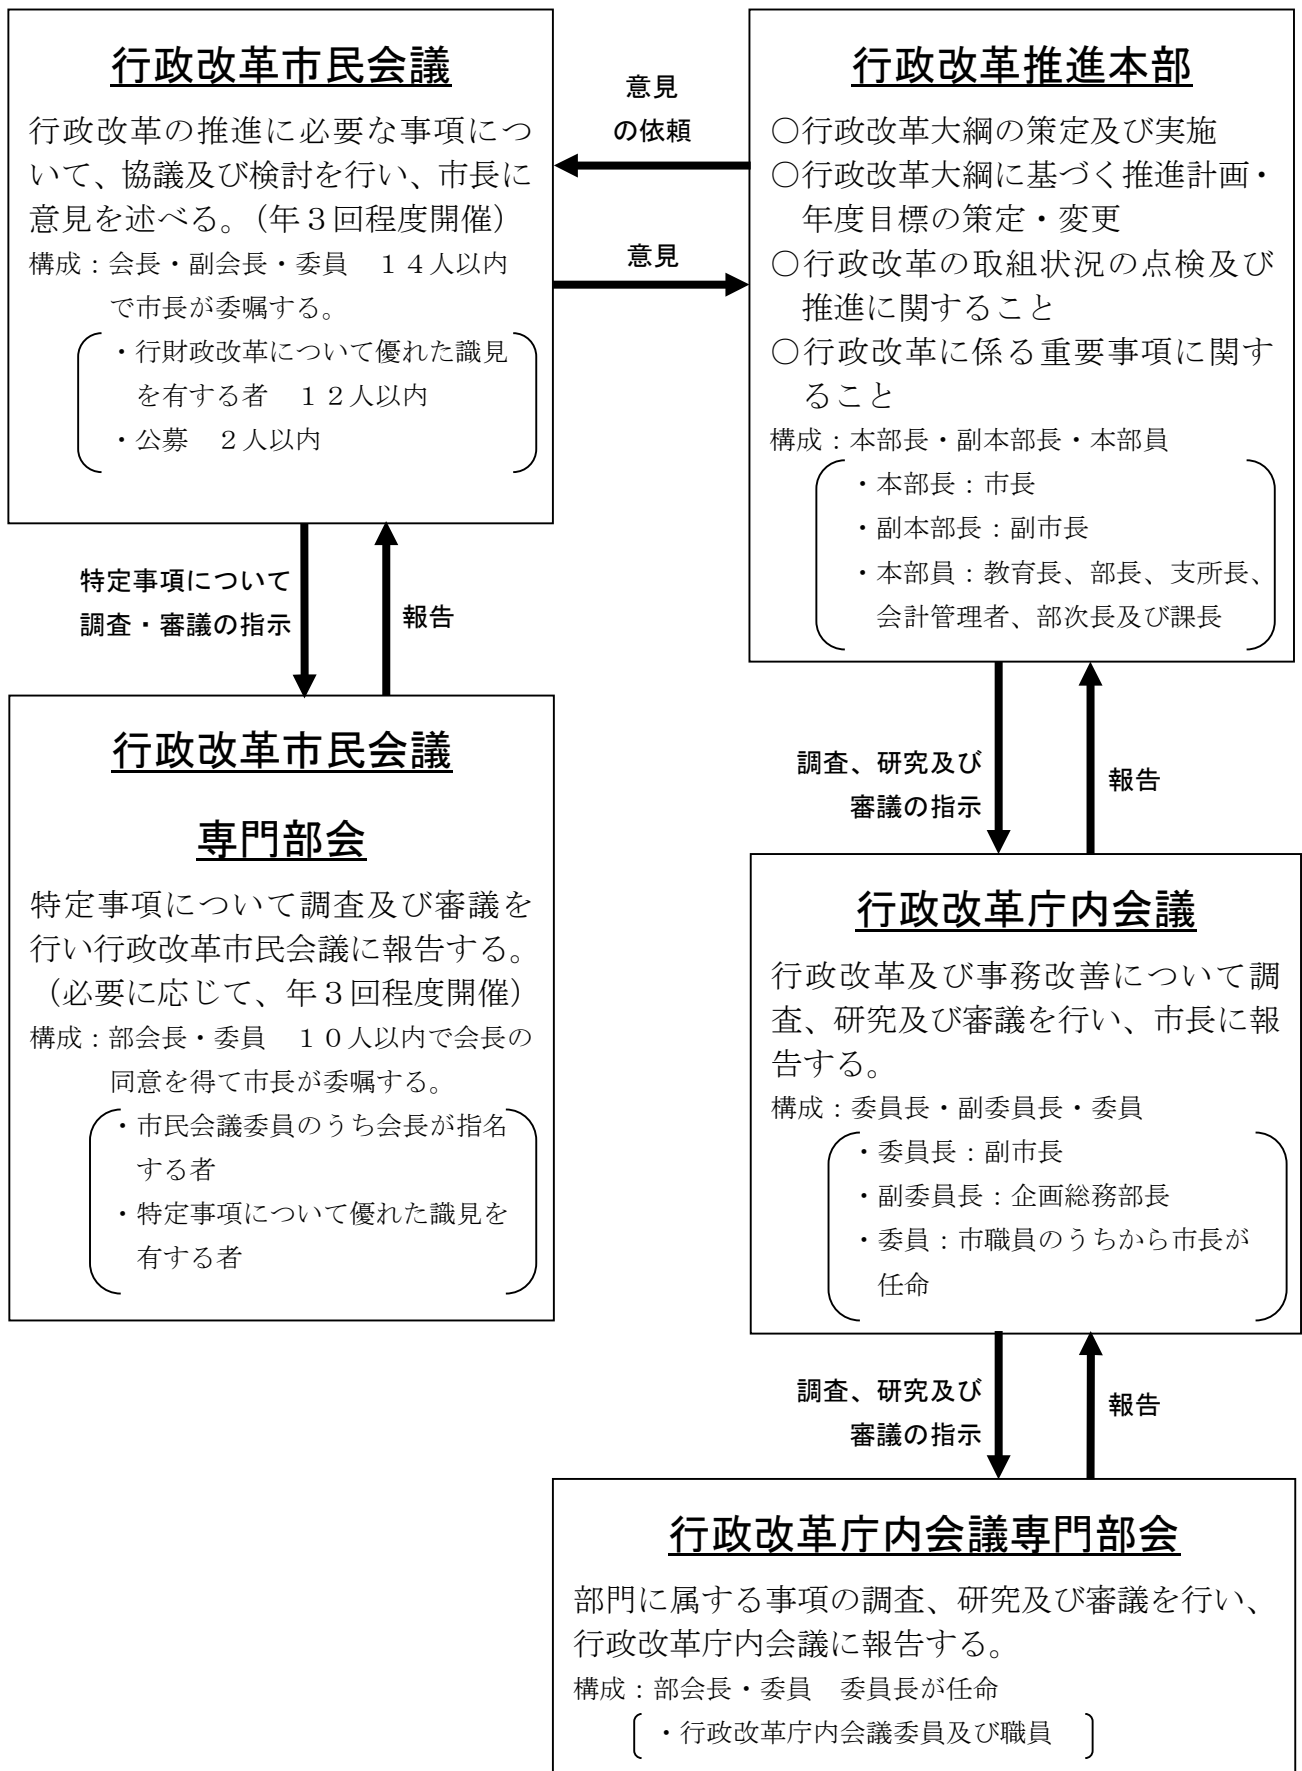 行政改革市民会議
行政改革の推進に必要な事項につ
いて、協議及び検討を行い、市長に
意見を述べる。（年３回程度開催）
構成：会長・副会長・委員　１４人以内
で市長が委嘱する。
・行財政改革について優れた識見
を有する者　１２人以内
・公募　２人以内
意見
の依頼
意見
行政改革推進本部
○行政改革大綱の策定及び実施
○行政改革大綱に基づく推進計画・
年度目標の策定・変更
○行政改革の取組状況の点検及び
推進に関すること
○行政改革に係る重要事項に関す
ること
構成：本部長・副本部長・本部員
・本部長：市長
・副本部長：副市長
・本部員：教育長、部長、支所長、
会計管理者、部次長及び課長
特定事項について
調査・審議の指示
報告
行政改革市民会議
専門部会
特定事項について調査及び審議を
行い行政改革市民会議に報告する。
（必要に応じて、年３回程度開催）
構成：部会長・委員　１０人以内で会長の
同意を得て市長が委嘱する。
・市民会議委員のうち会長が指名
する者
・特定事項について優れた識見を
有する者
調査、研究及び
審議の指示
報告
行政改革庁内会議
行政改革及び事務改善について調
査、研究及び審議を行い、市長に報
告する。
構成：委員長・副委員長・委員
・委員長：副市長
・副委員長：企画総務部長
・委員：市職員のうちから市長が
任命
調査、研究及び
審議の指示
報告
行政改革庁内会議専門部会
部門に属する事項の調査、研究及び審議を行い、
行政改革庁内会議に報告する。
構成：部会長・委員　委員長が任命
・行政改革庁内会議委員及び職員